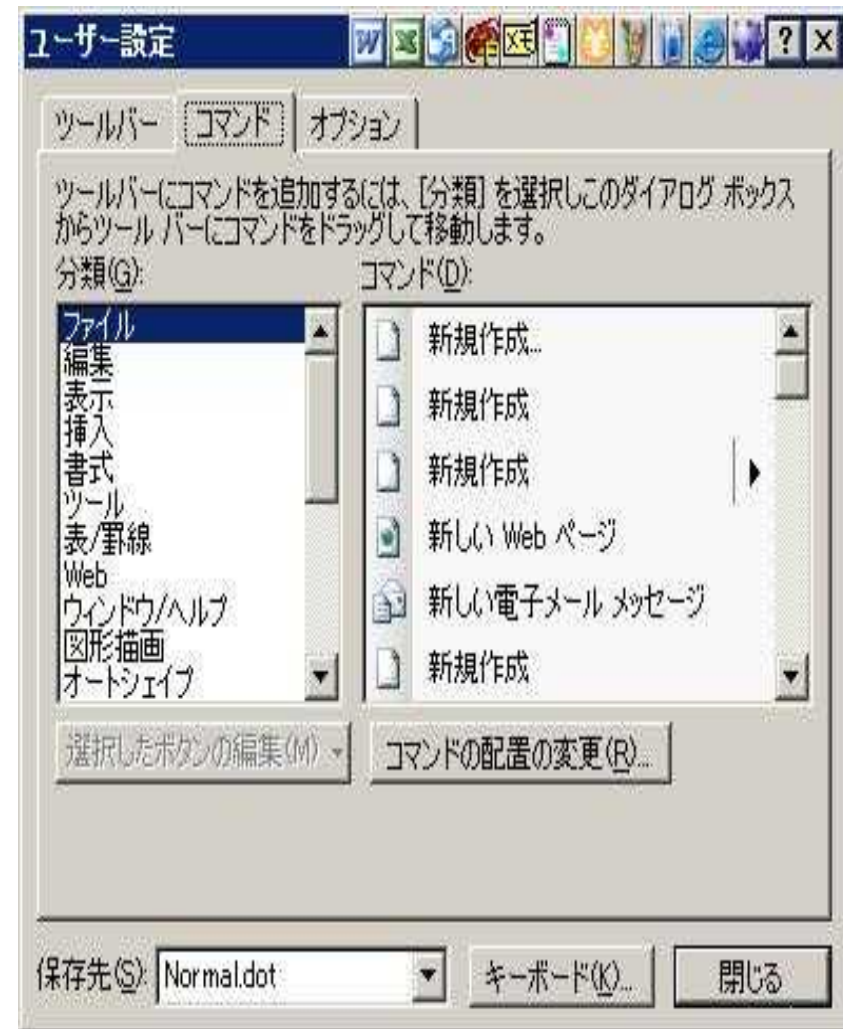 ユーザー設定
ツールバー コマンド オプション
ツールバーにコマンドを追加するには、[分類] を選択しこのダイアログ ボックス
からツール バーにコマンドをドラッグして移動します。
分類(G): コマンド(D):
ファイル
編集
表示
挿入
書式
ツール
表/罫線
Web
ウィンドウ/ヘルプ
図形描画
オートシェイプ
新規作成...
新規作成
新規作成
新しい Web ページ
新しい電子メール メッセージ
新規作成
選択したボタンの編集(M) コマンドの配置の変更(R)...
保存先(S): Normal.dot キーボード(K)... 閉じる